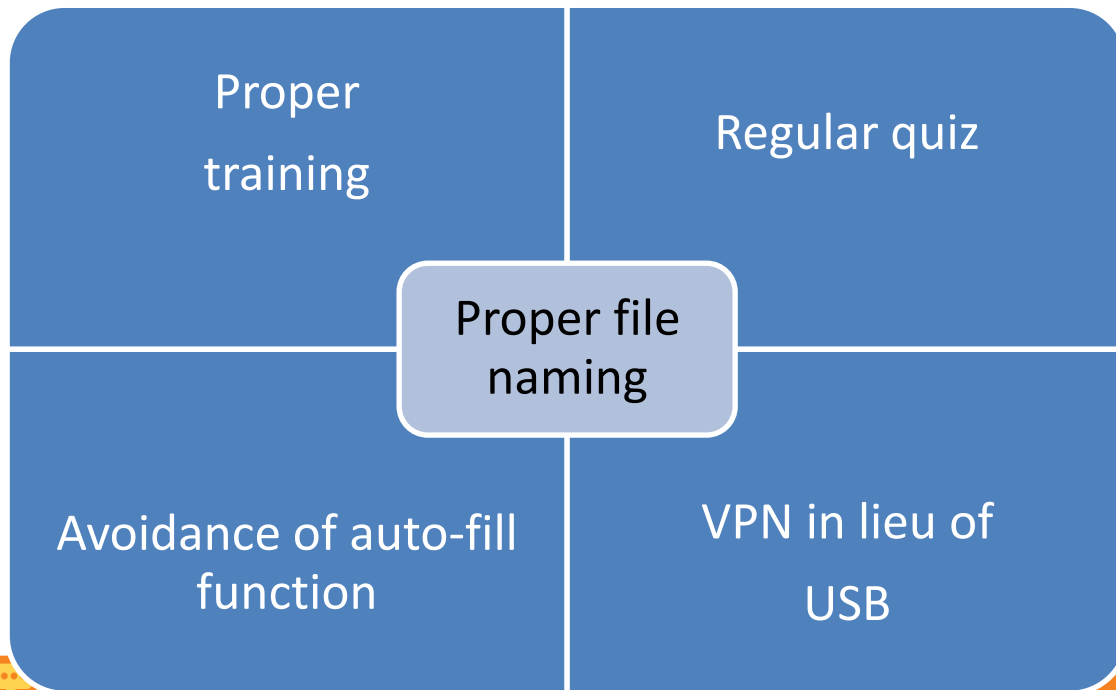 Proper
training
Regular quiz
Proper file
naming
Avoidance of auto-fill
function
VPN in lieu of
USB